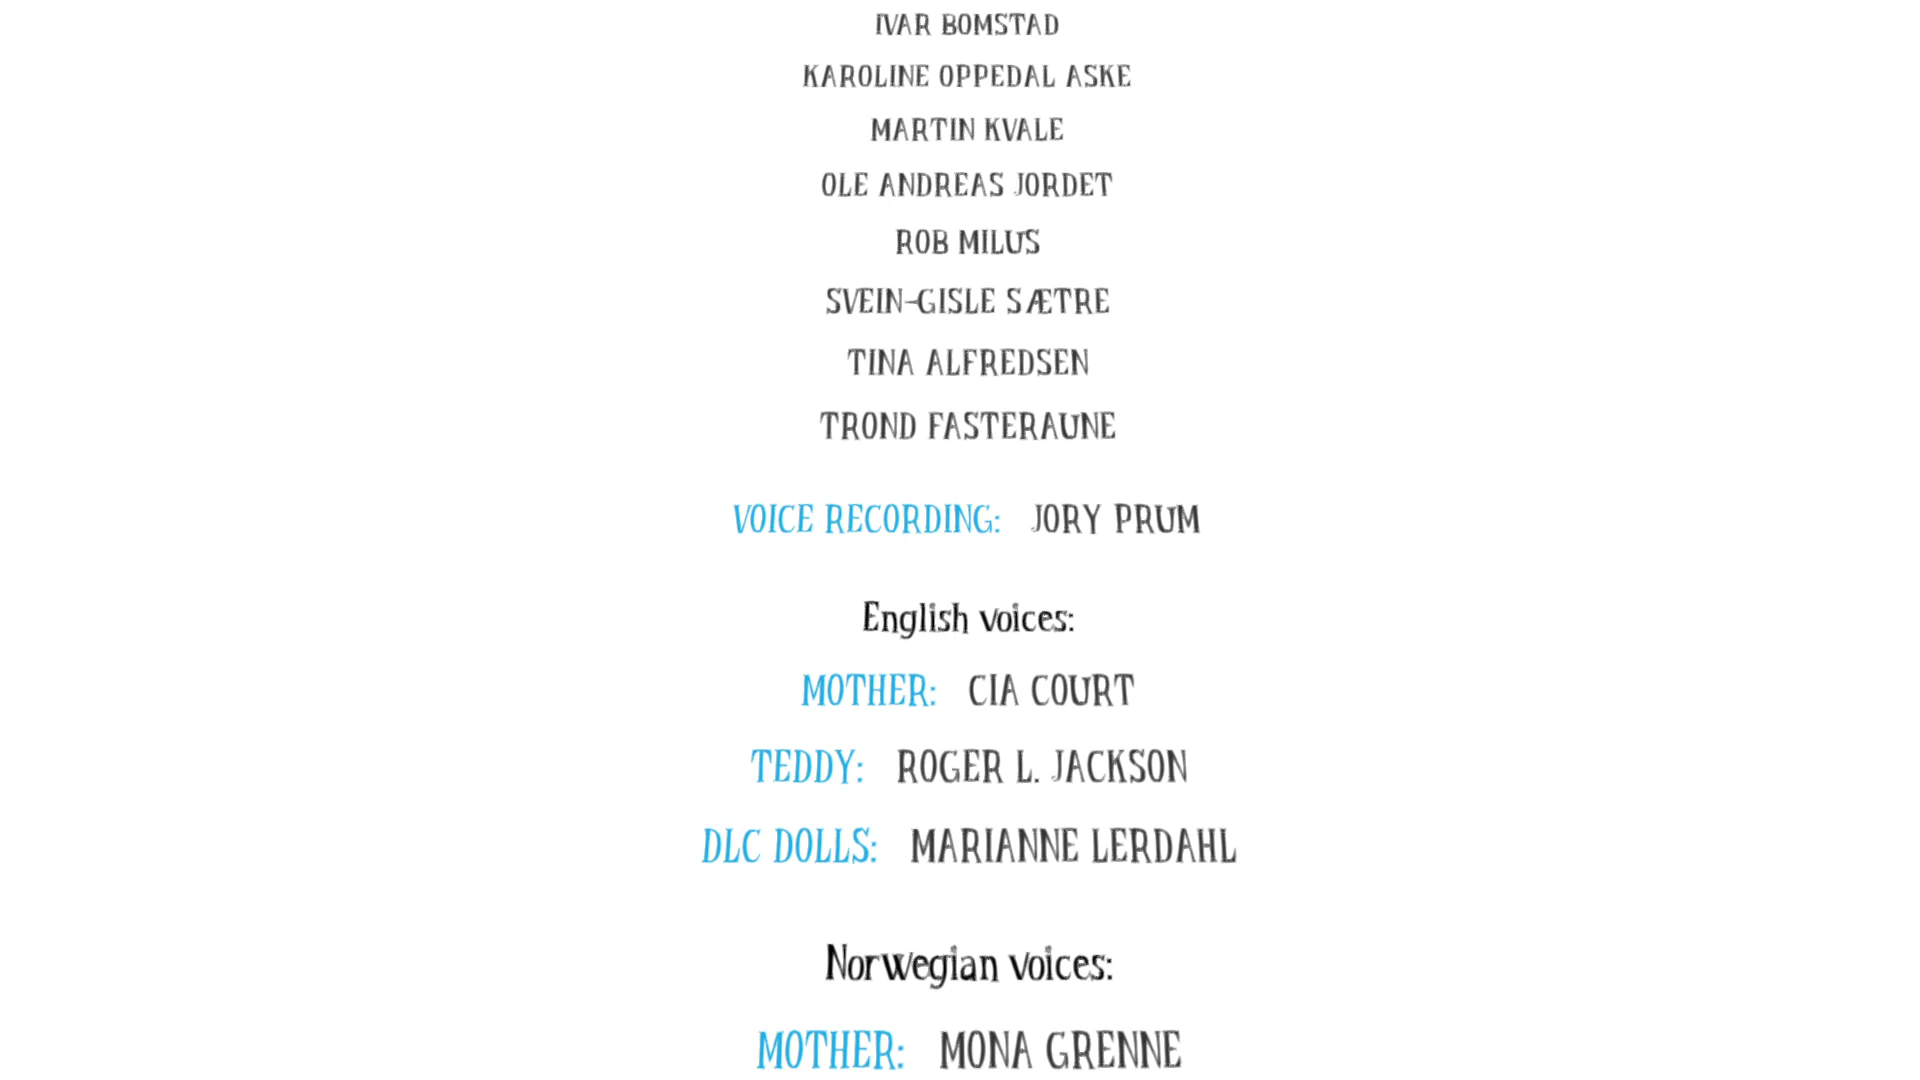 IVAR BOMSTAD
KAROLINE OPPEDAL ASKE
MARTIN KVALE
OLE ANDREAS JORDET
ROB MILUS
SVEIN-GISLE SÆTRE
TINA ALFREDSEN
TROND FASTERAUNE
VOICE RECORDING: JORY PRUM
English voices:
MOTHER: CIA COURT
TEDDY: ROGER L. JACKSON
DLC DOLLS: MARIANNE LERDAHL
Norwegian voices:
MOTHER: MONA GRENNE